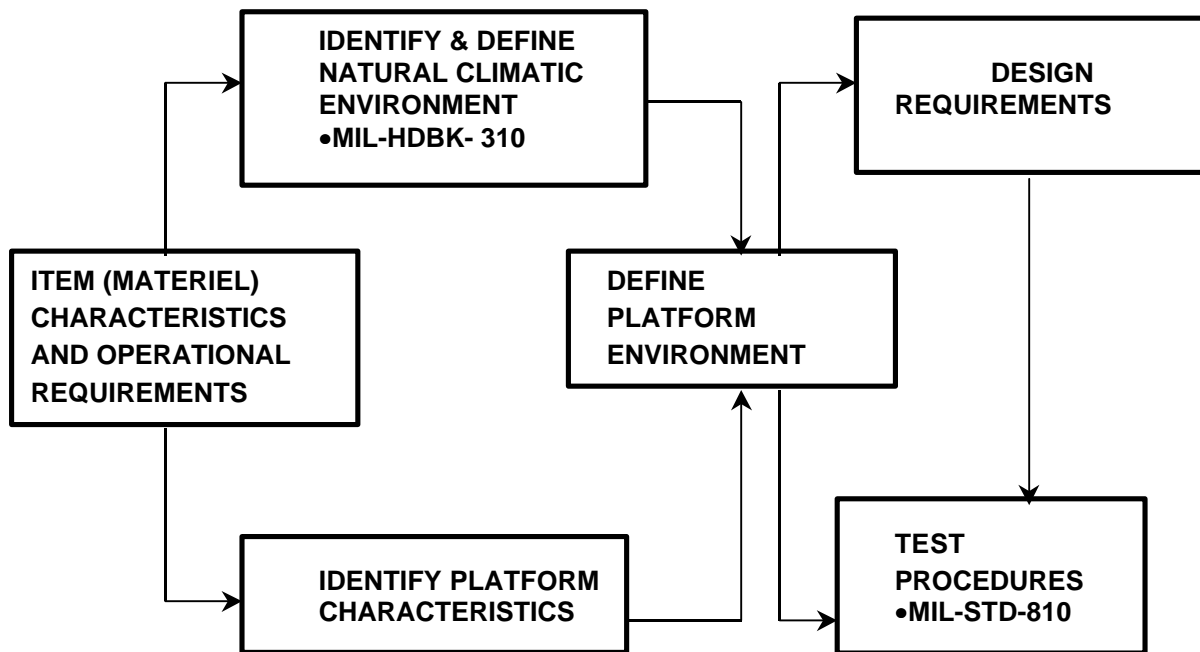 IDENTIFY & DEFINE
NATURAL CLIMATIC
ENVIRONMENT
•MIL-HDBK- 310
DESIGN
REQUIREMENTS
ITEM (MATERIEL)
CHARACTERISTICS
AND OPERATIONAL
REQUIREMENTS
DEFINE
PLATFORM
ENVIRONMENT
IDENTIFY PLATFORM
CHARACTERISTICS
TEST
PROCEDURES
•MIL-STD-810